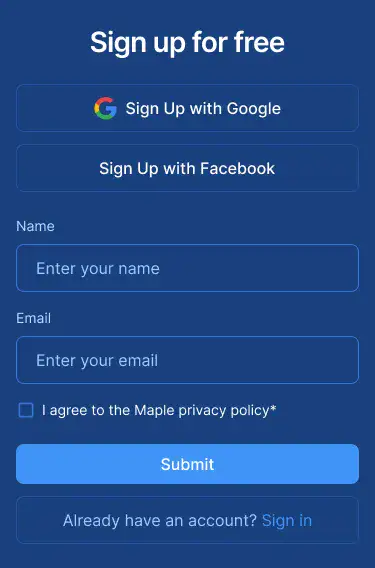 Sign up for free
Sign Up with Google
Sign Up with Facebook
Name
Enter your name
Email
Enter your email
I agree to the Maple privacy policy*
Submit
Already have an account? Sign in